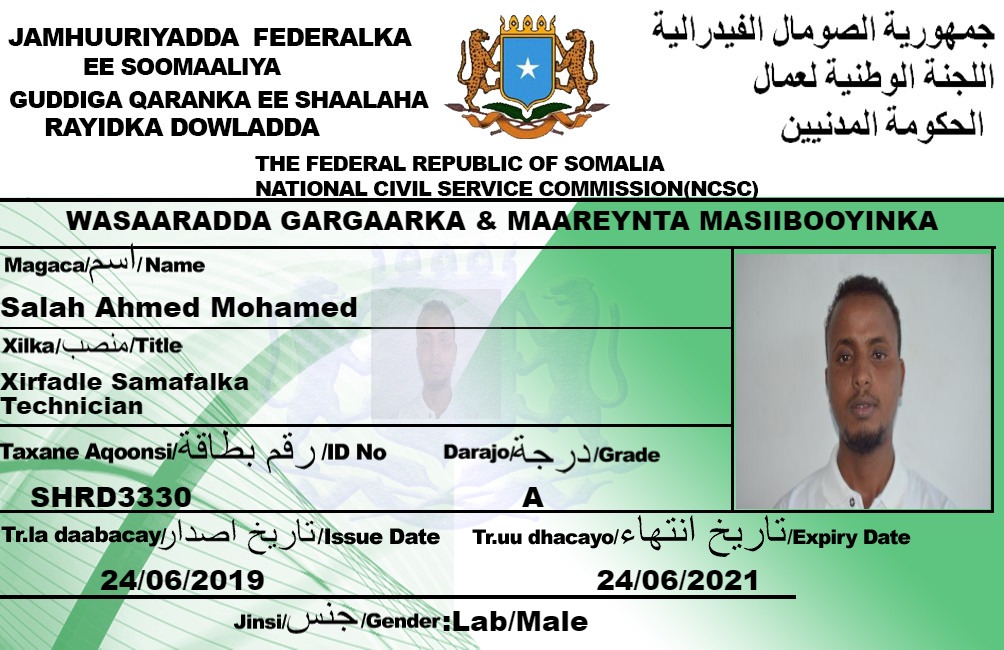 JAMHUURIYADDA FEDERALKA
EE SOOMAALIYA
GUDDIGA QARANKA EE SHAALAHA
RAYIDKA DOWLADDA
جمهورية الصومال الفيدرالية
اللجنة الوطنية لعمال
الحكومة المدنيين
THE FEDERAL REPUBLIC OF SOMALIA
NATIONAL CIVIL SERVICE COMMISSION(NCSC)
WASAARADDA GARGAARKA & MAAREYNTA MASIIBOOYINKA
Magaca/اسم/Name
Salah Ahmed Mohamed
Xilka/منصب/Title
Xirfadle Samafalka
Technician
Taxane Aqoonsi/رقم بطاقة/ID No
Darajo/درجة/Grade
SHRD3330
A
Tr.la daabacay/تاريخ اصدار/Issue Date
Tr.uu dhacayo/تاريخ انتهاء/Expiry Date
24/06/2019
24/06/2021
Jinsi/جنس/Gender:Lab/Male